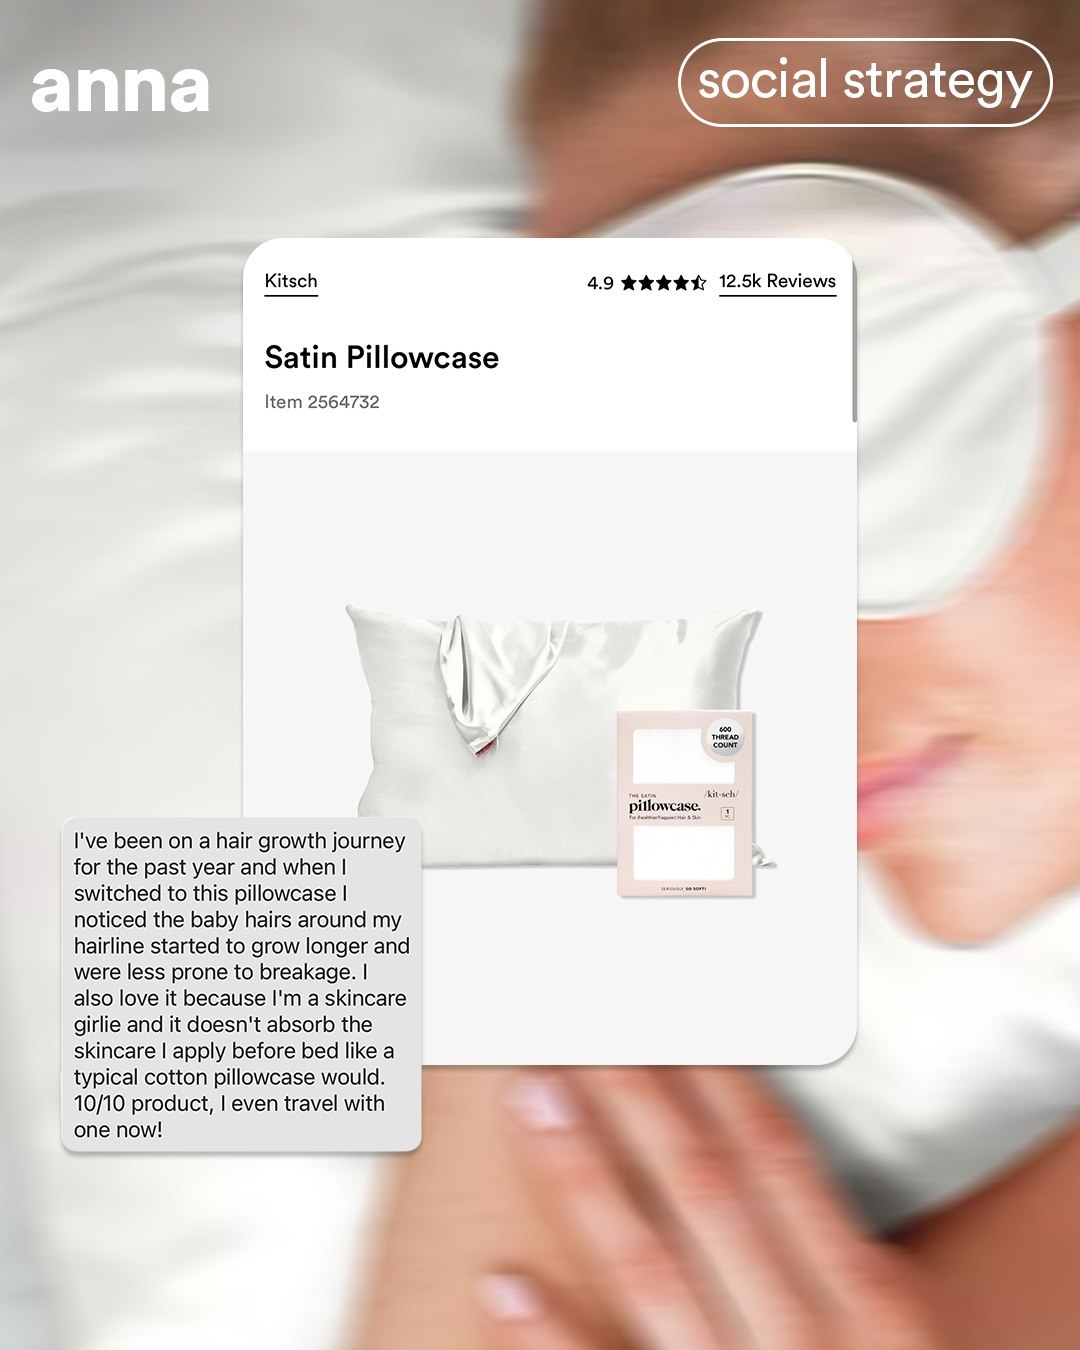 anna
social strategy
Kitsch
4.9
12.5k Reviews
Satin Pillowcase
Item 2564732
600
THREAD
COUNT
THE SATIN
/kit-sch/
pillowcase.
For (healthier/happier) Hair & Skin
1
PC
SERIOUSLY, SO SOFT!
I've been on a hair growth journey
for the past year and when I
switched to this pillowcase I
noticed the baby hairs around my
hairline started to grow longer and
were less prone to breakage. I
also love it because I'm a skincare
girlie and it doesn't absorb the
skincare I apply before bed like a
typical cotton pillowcase would.
10/10 product, I even travel with
one now!